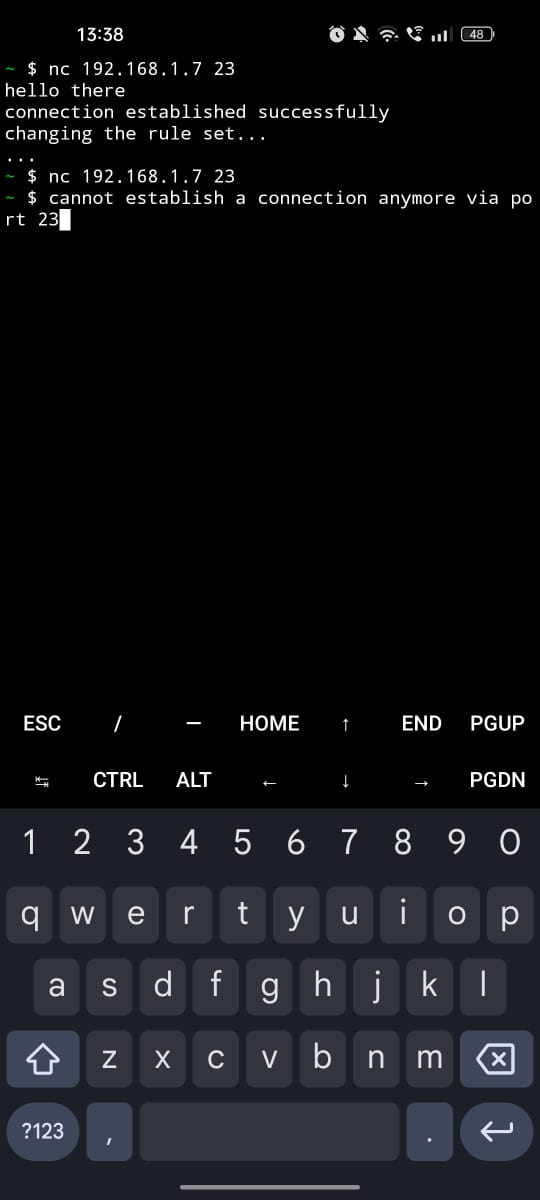 13:38
48
~ $ nc 192.168.1.7 23
hello there
connection established successfully
changing the rule set...
...
~ $ nc 192.168.1.7 23
~ $ cannot establish a connection anymore via po
rt 23
ESC / — HOME ↑ END PGUP
↹ CTRL ALT ← ↓ → PGDN
1 2 3 4 5 6 7 8 9 0
q w e r t y u i o p
a s d f g h j k l
z x c v b n m
?123 , .